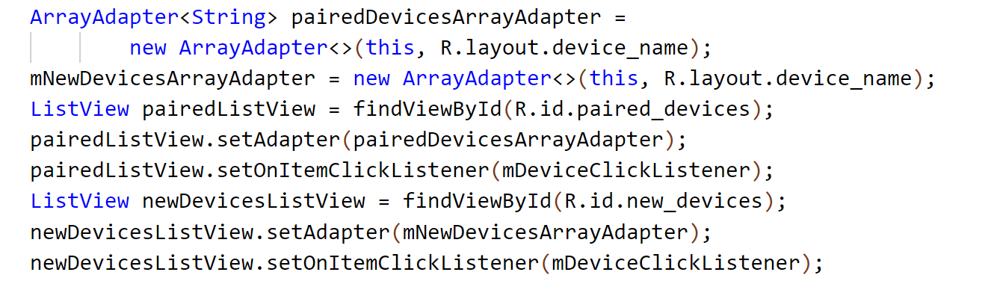 ArrayAdapter<String> pairedDevicesArrayAdapter =
new ArrayAdapter<>(this, R.layout.device_name);
mNewDevicesArrayAdapter = new ArrayAdapter<>(this, R.layout.device_name);
ListView pairedListView = findViewById(R.id.paired_devices);
pairedListView.setAdapter(pairedDevicesArrayAdapter);
pairedListView.setOnItemClickListener(mDeviceClickListener);
ListView newDevicesListView = findViewById(R.id.new_devices);
newDevicesListView.setAdapter(mNewDevicesArrayAdapter);
newDevicesListView.setOnItemClickListener(mDeviceClickListener);